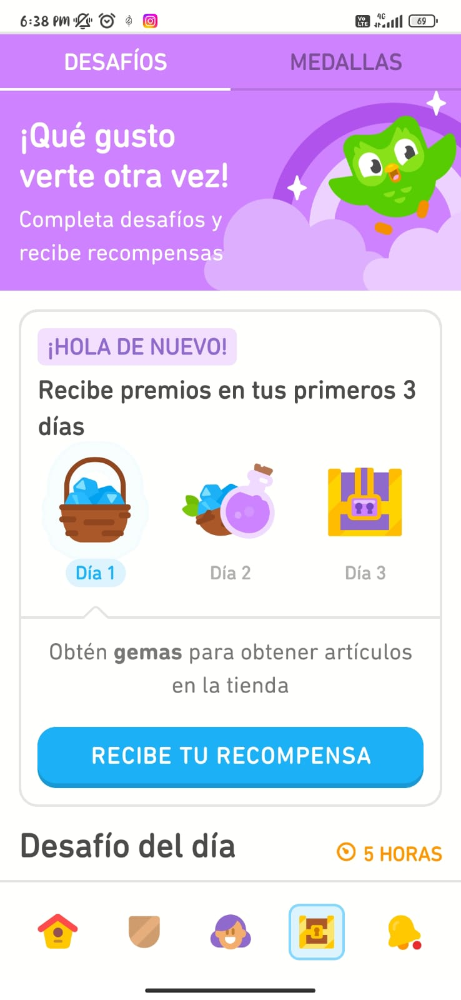 6:38 PM
Vo LTE
4G
69
DESAFÍOS
MEDALLAS
¡Qué gusto
verte otra vez!
Completa desafíos y
recibe recompensas
¡HOLA DE NUEVO!
Recibe premios en tus primeros 3
días
Día 1
Día 2
Día 3
Obtén gemas para obtener artículos
en la tienda
RECIBE TU RECOMPENSA
Desafío del día
5 HORAS